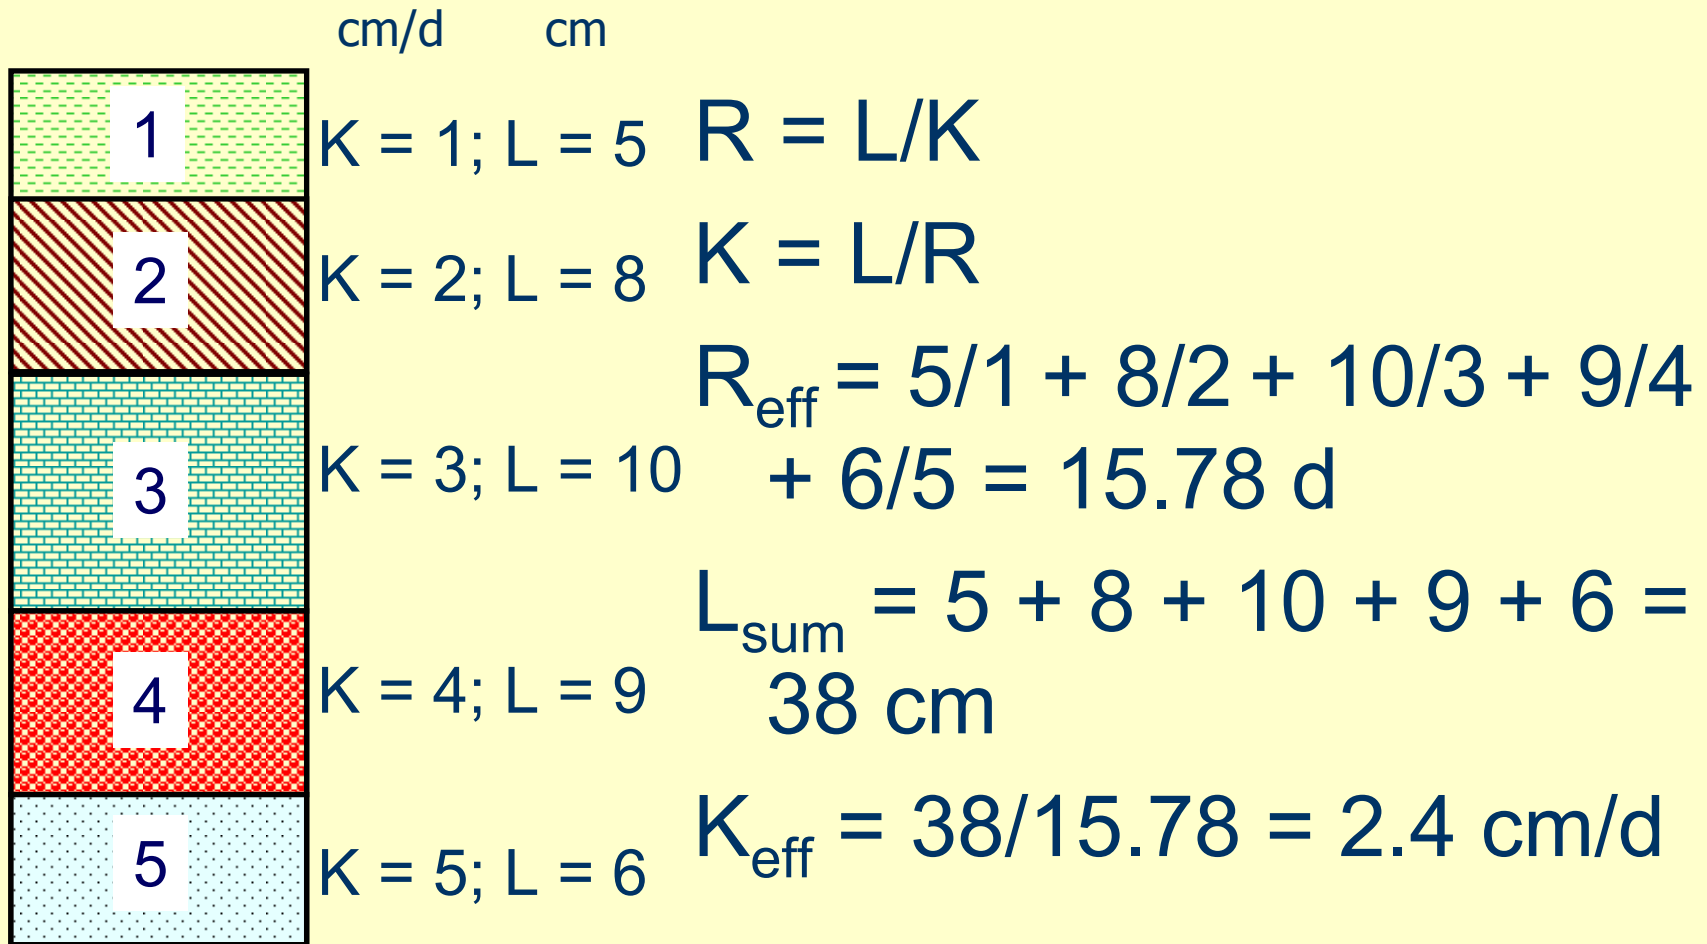 cm/d cm
1
K = 1; L = 5
2
K = 2; L = 8
3
K = 3; L = 10
4
K = 4; L = 9
5
K = 5; L = 6
R = L/K
K = L/R
R_eff = 5/1 + 8/2 + 10/3 + 9/4
+ 6/5 = 15.78 d
L_sum = 5 + 8 + 10 + 9 + 6 =
38 cm
K_eff = 38/15.78 = 2.4 cm/d